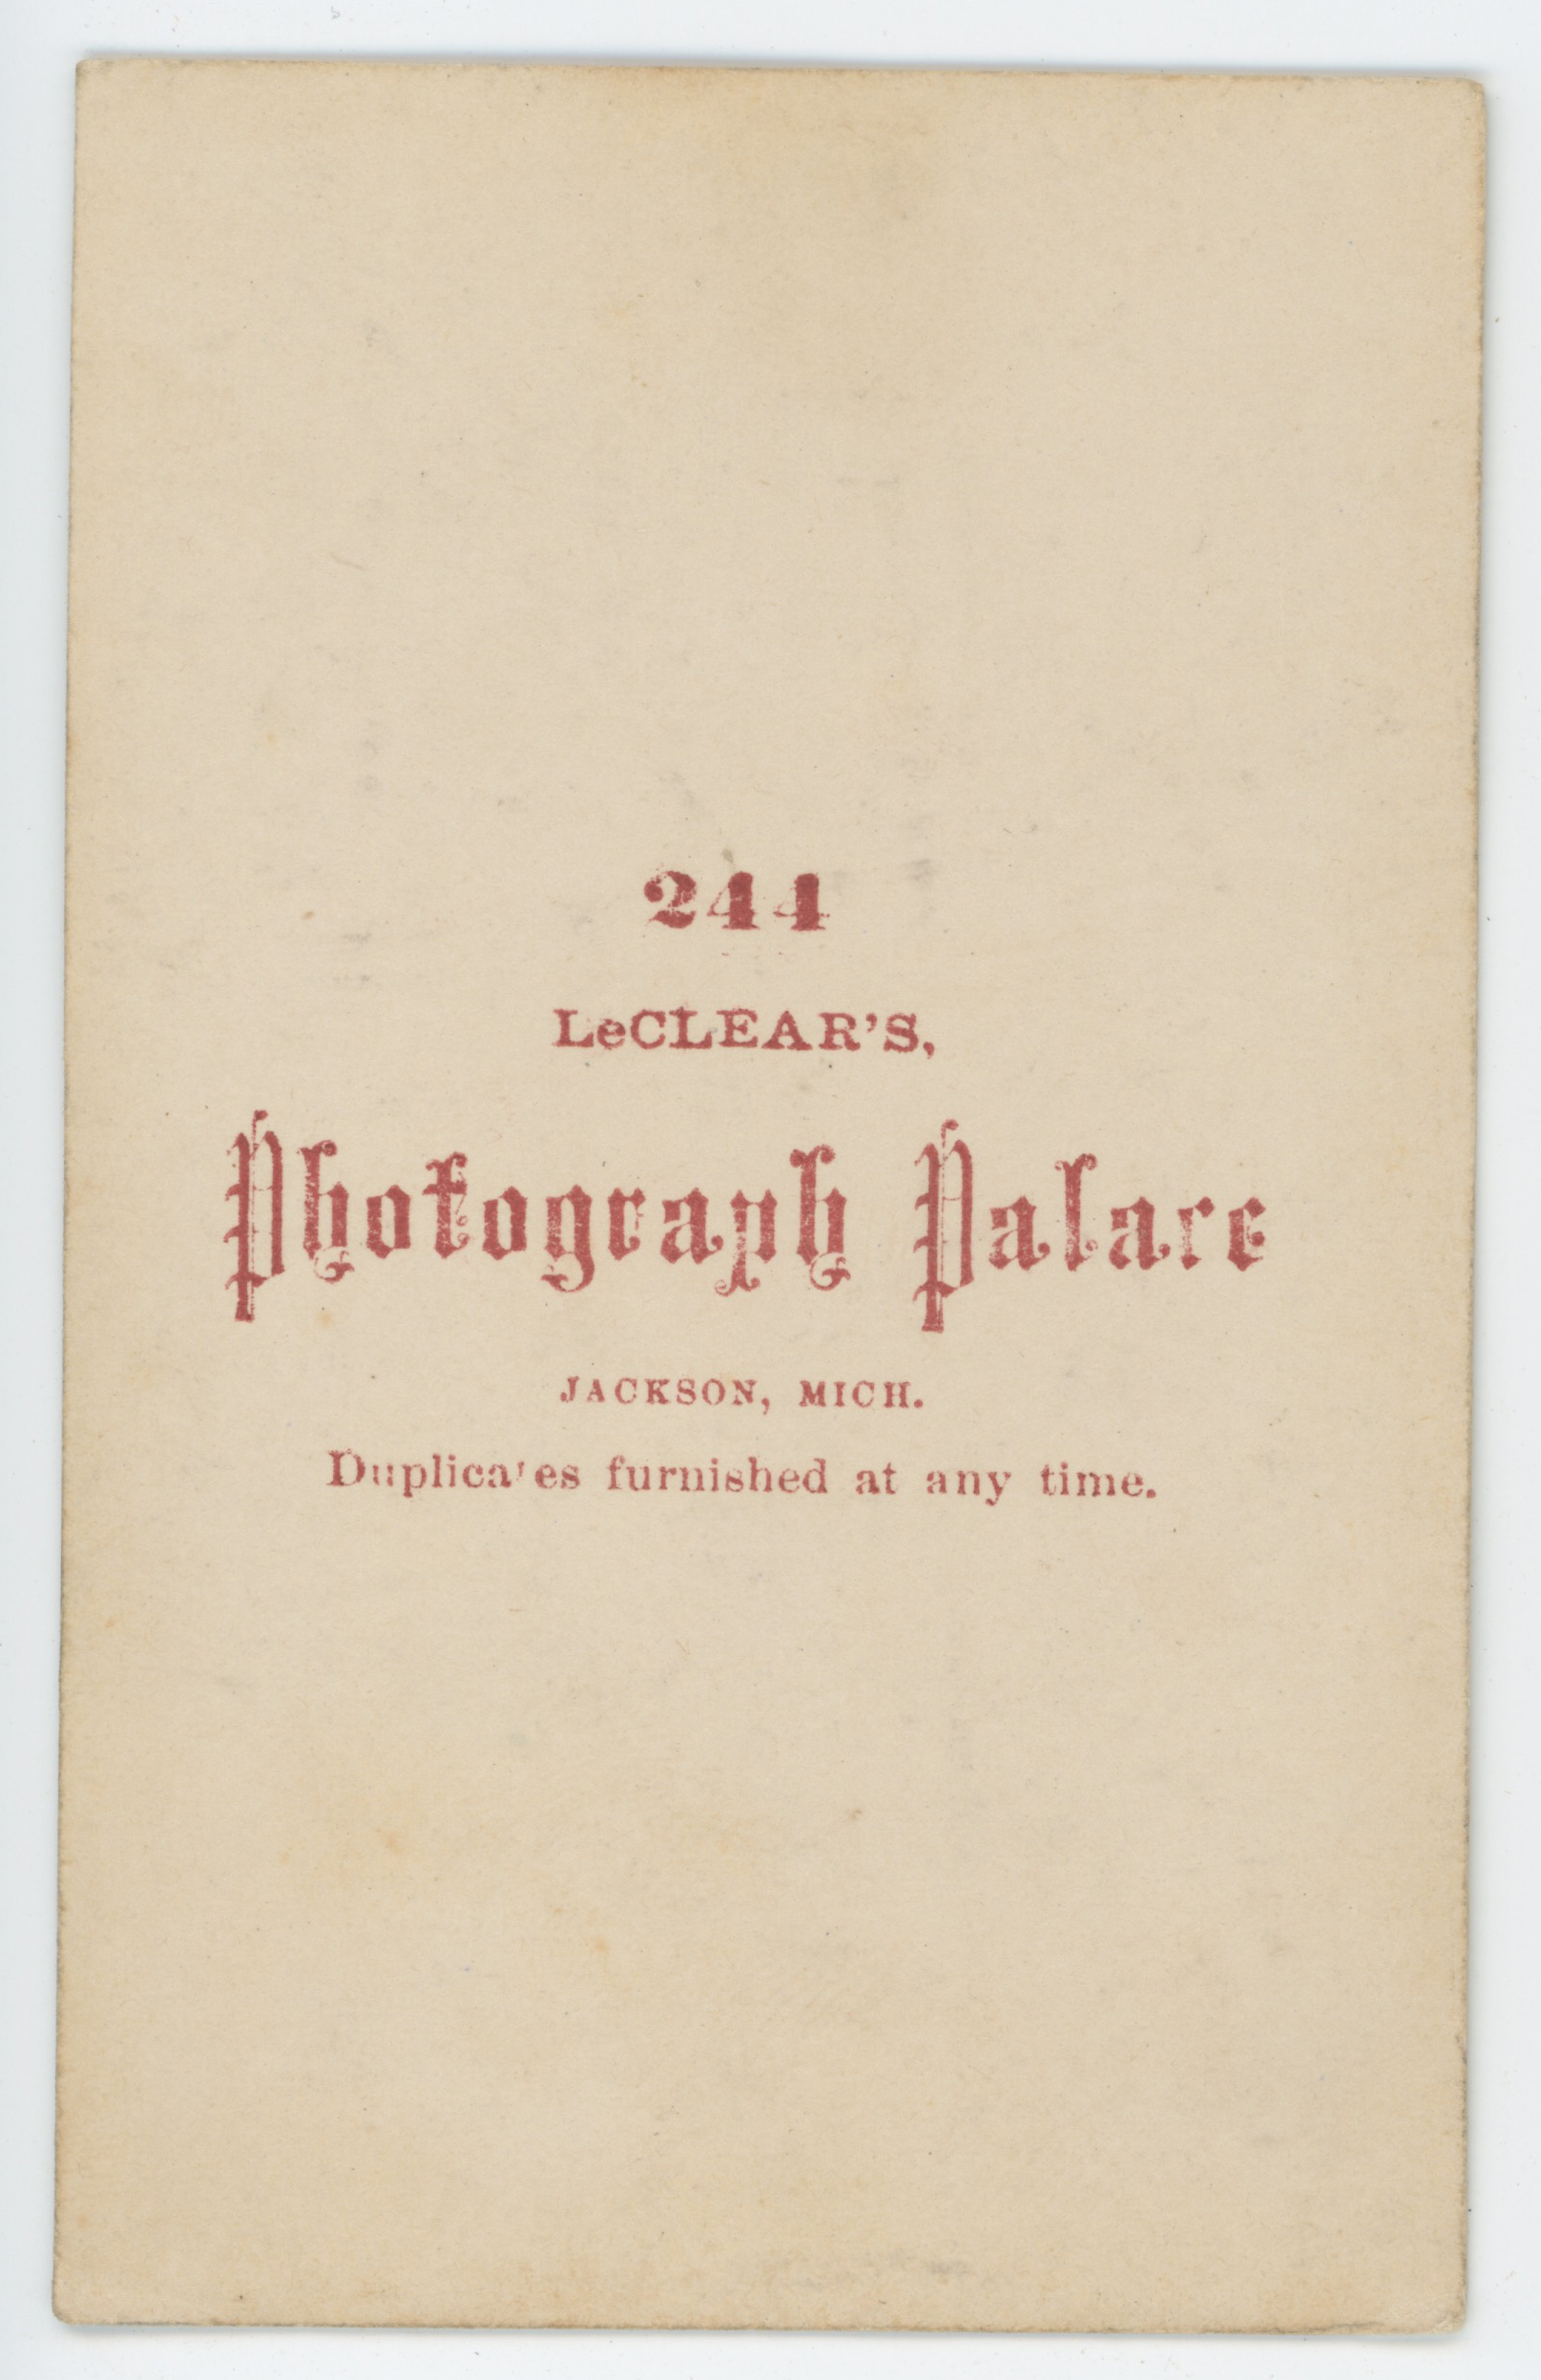 244
LeCLEAR'S,
Photograph Palace
JACKSON, MICH.
Duplicates furnished at any time.